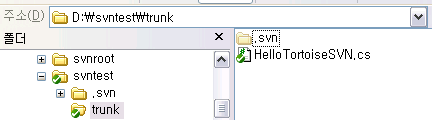 주소(D) D:\svntest\trunk
폴더
svnroot
svntest
.svn
trunk
.svn
HelloTortoiseSVN.cs